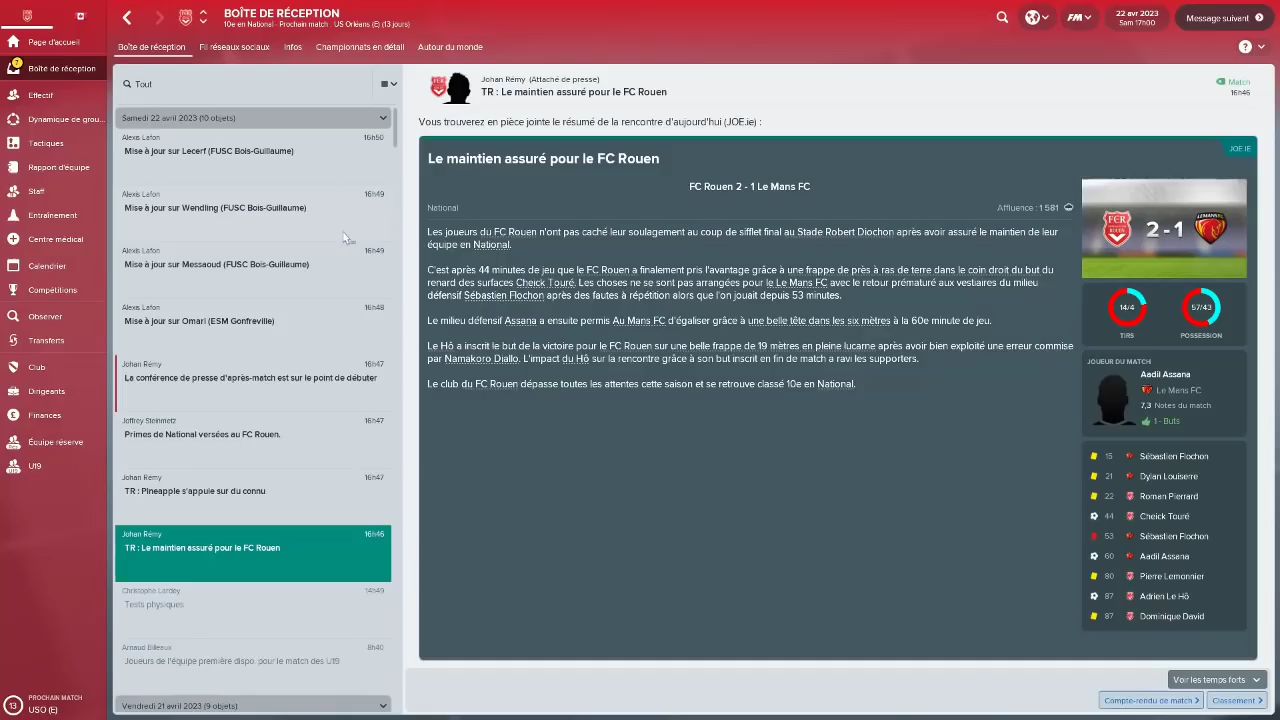 BOÎTE DE RÉCEPTION
10e en National - Prochain match : US Orléans (E) (13 jours)
22 avr 2023
Sam 17h00
Message suivant
FM
Page d'accueil
7
Boîte de réception
Effectif
Dynamique de grou...
Tactiques
Rapport d'équipe
Staff
Entraînement
Centre médical
Calendrier
Compétitions
Observer
Transferts
Club
Dirigeants
Finances
Équipe réserve
U19
13
PROCHAIN MATCH
USO (E)
Boîte de réception
Fil réseaux sociaux
Infos
Championnats en détail
Autour du monde
?
Tout
Samedi 22 avril 2023 (10 objets)
Alexis Lafon 16h50
Mise à jour sur Lecerf (FUSC Bois-Guillaume)
Alexis Lafon 16h49
Mise à jour sur Wendling (FUSC Bois-Guillaume)
Alexis Lafon 16h49
Mise à jour sur Messaoud (FUSC Bois-Guillaume)
Alexis Lafon 16h48
Mise à jour sur Omari (ESM Gonfreville)
Johan Rémy 16h47
La conférence de presse d'après-match est sur le point de débuter
Joffrey Steinmetz 16h47
Primes de National versées au FC Rouen.
Johan Rémy 16h47
TR : Pineapple s'appuie sur du connu
Johan Rémy 16h46
TR : Le maintien assuré pour le FC Rouen
Christophe Lardey 14h49
Tests physiques
Arnaud Billeaux 8h40
Joueurs de l'équipe première dispo. pour le match des U19
Vendredi 21 avril 2023 (9 objets)
Johan Rémy (Attaché de presse)
TR : Le maintien assuré pour le FC Rouen
Match
16h46
Vous trouverez en pièce jointe le résumé de la rencontre d'aujourd'hui (JOE.ie) :
Le maintien assuré pour le FC Rouen
JOE.IE
FC Rouen 2 - 1 Le Mans FC
National
Affluence : 1 581
Les joueurs du FC Rouen n'ont pas caché leur soulagement au coup de sifflet final au Stade Robert Diochon après avoir assuré le maintien de leur
équipe en National.
C'est après 44 minutes de jeu que le FC Rouen a finalement pris l'avantage grâce à une frappe de près à ras de terre dans le coin droit du but du
renard des surfaces Cheick Touré. Les choses ne se sont pas arrangées pour le Le Mans FC avec le retour prématuré aux vestiaires du milieu
défensif Sébastien Flochon après des fautes à répétition alors que l'on jouait depuis 53 minutes.
Le milieu défensif Assana a ensuite permis Au Mans FC d'égaliser grâce à une belle tête dans les six mètres à la 60e minute de jeu.
Le Hô a inscrit le but de la victoire pour le FC Rouen sur une belle frappe de 19 mètres en pleine lucarne après avoir bien exploité une erreur commise
par Namakoro Diallo. L'impact du Hô sur la rencontre grâce à son but inscrit en fin de match a ravi les supporters.
Le club du FC Rouen dépasse toutes les attentes cette saison et se retrouve classé 10e en National.
2 - 1
14/4
TIRS
57/43
POSSESSION
JOUEUR DU MATCH
Aadil Assana
Le Mans FC
7,3 Notes du match
1 - Buts
15 Sébastien Flochon
21 Dylan Louiserre
22 Roman Pierrard
44 Cheick Touré
53 Sébastien Flochon
60 Aadil Assana
80 Pierre Lemonnier
87 Adrien Le Hô
87 Dominique David
Voir les temps forts
Compte-rendu de match
Classement